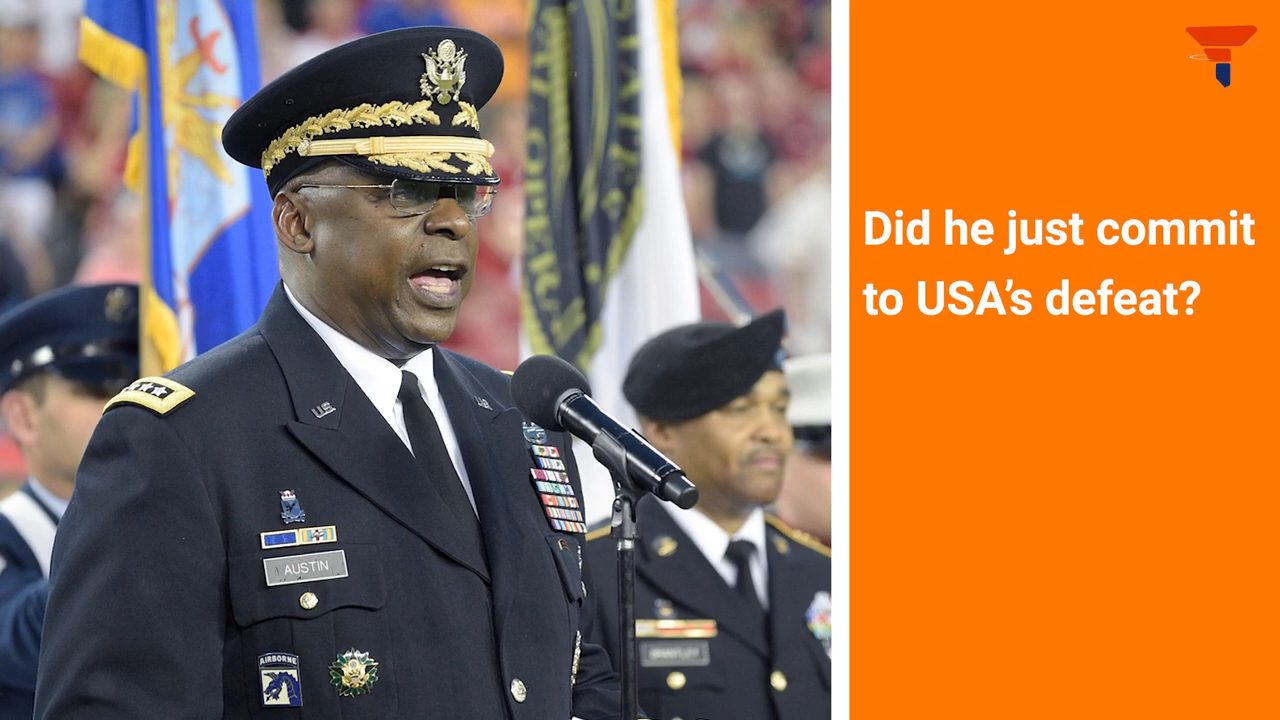 Did he just commit
to USA’s defeat?
U.S.
AUSTIN
AIRBORNE